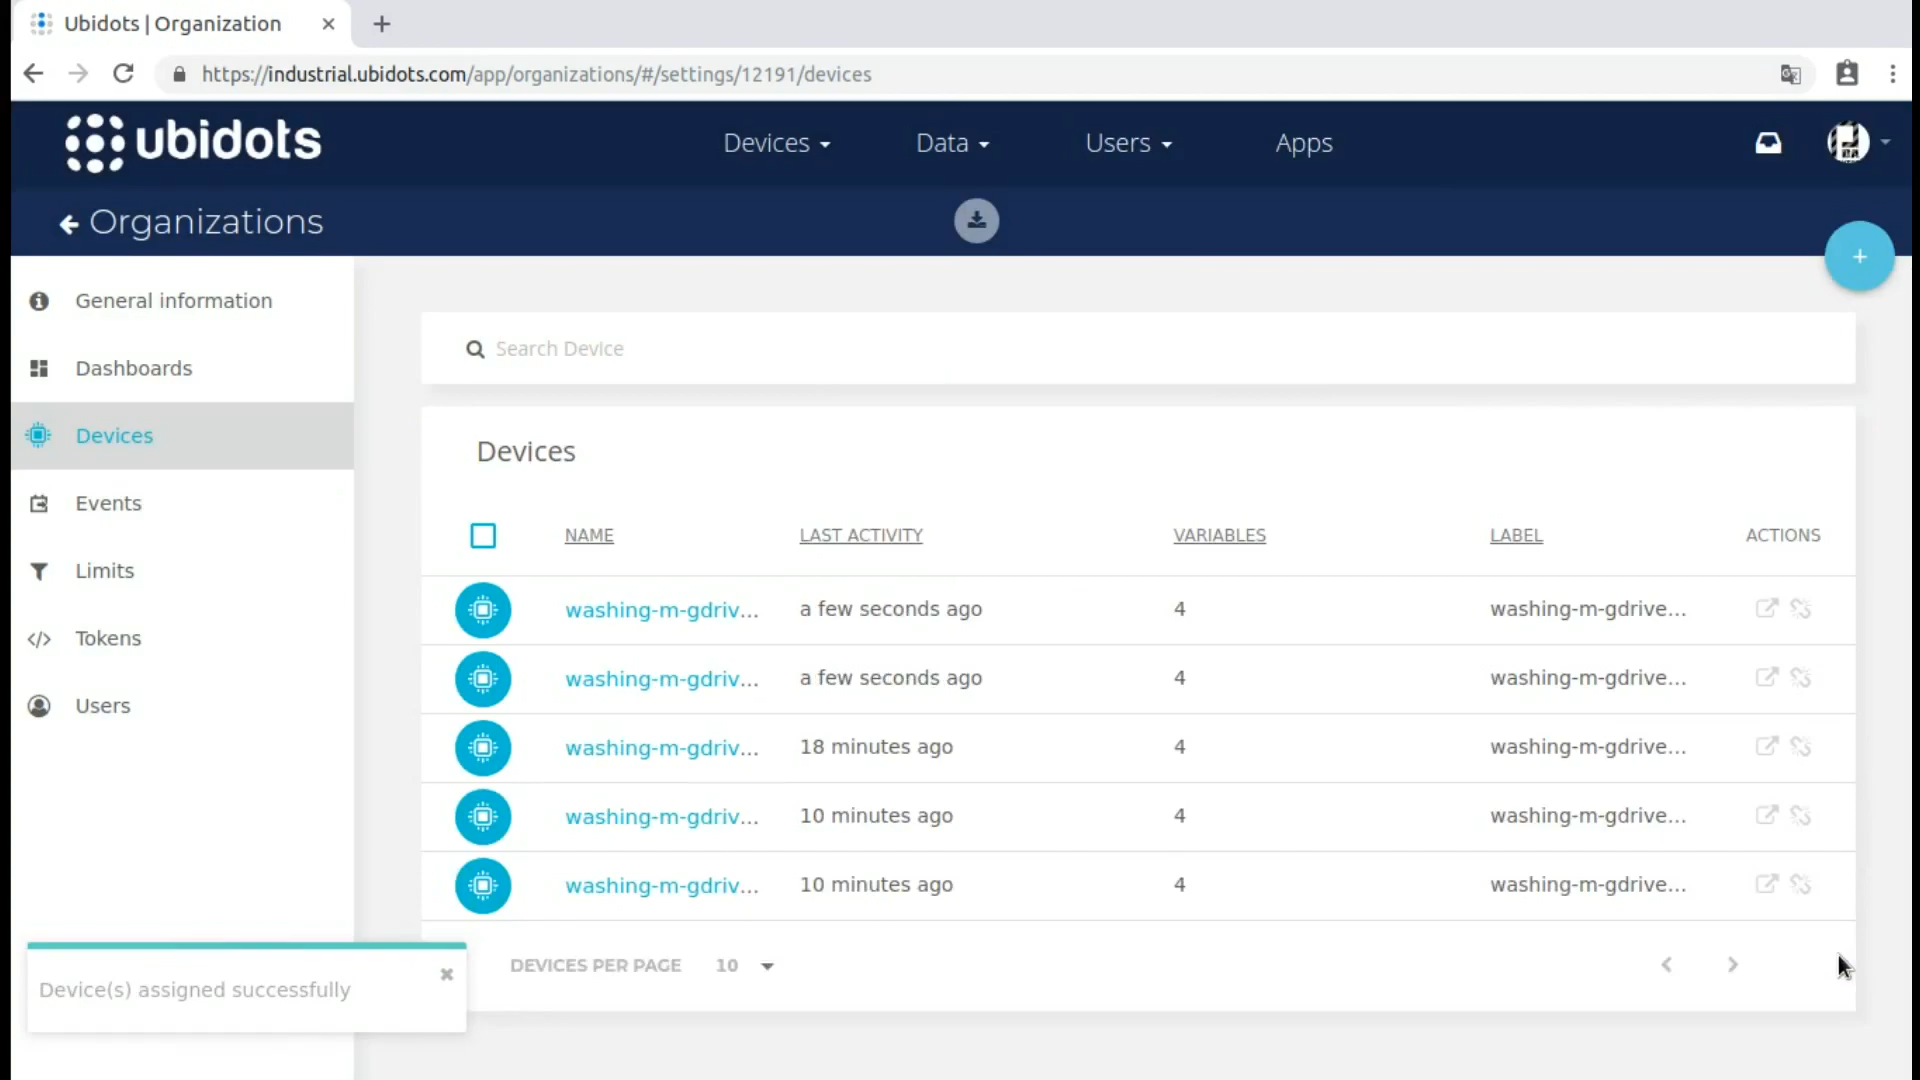 Ubidots | Organization
https://industrial.ubidots.com/app/organizations/#/settings/12191/devices
ubidots
Devices
Data
Users
Apps
Organizations
General information
Dashboards
Devices
Events
Limits
Tokens
Users
Search Device
Devices
NAME LAST ACTIVITY VARIABLES LABEL ACTIONS
washing-m-gdriv... a few seconds ago 4 washing-m-gdrive...
washing-m-gdriv... a few seconds ago 4 washing-m-gdrive...
washing-m-gdriv... 18 minutes ago 4 washing-m-gdrive...
washing-m-gdriv... 10 minutes ago 4 washing-m-gdrive...
washing-m-gdriv... 10 minutes ago 4 washing-m-gdrive...
DEVICES PER PAGE 10
Device(s) assigned successfully